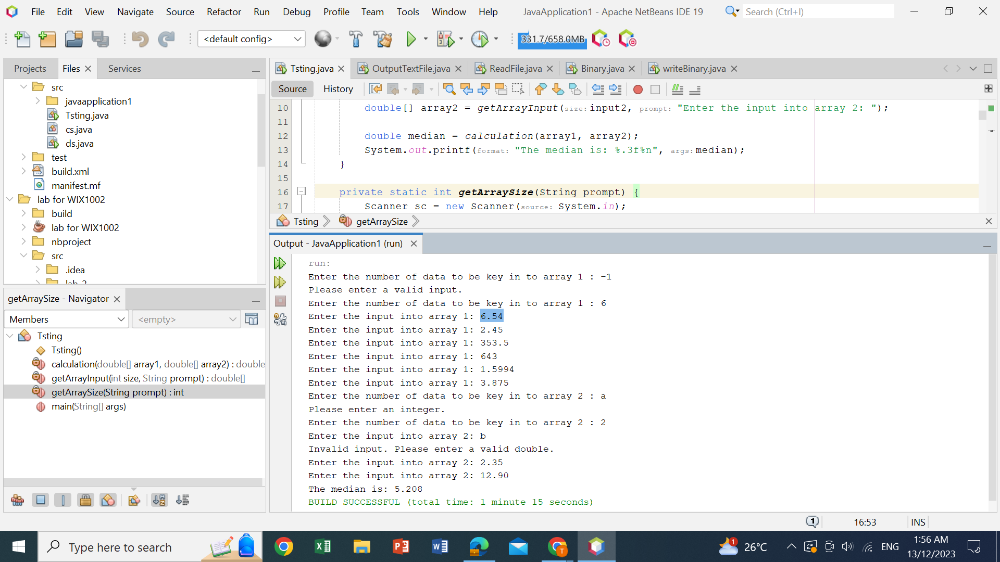 File Edit View Navigate Source Refactor Run Debug Profile Team Tools Window Help JavaApplication1 - Apache NetBeans IDE 19 Search (Ctrl+I)
<default config> 331.7/658.0MB
Projects Files Services
src
javaapplication1
Tsting.java
cs.java
ds.java
test
build.xml
manifest.mf
lab for WIX1002
build
lab for WIX1002
nbproject
src
.idea
lab-2
getArraySize - Navigator
Members <empty>
Tsting
Tsting()
calculation(double[] array1, double[] array2) : double
getArrayInput(int size, String prompt) : double[]
getArraySize(String prompt) : int
main(String[] args)
Tsting.java OutputTextFile.java ReadFile.java Binary.java writeBinary.java
Source History
10 double[] array2 = getArrayInput(size: input2, prompt: "Enter the input into array 2: ");
11
12 double median = calculation(array1, array2);
13 System.out.printf(format: "The median is: %.3f%n", args: median);
14 }
15
16 private static int getArraySize(String prompt) {
17 Scanner sc = new Scanner(source: System.in);
Tsting getArraySize
Output - JavaApplication1 (run)
run:
Enter the number of data to be key in to array 1 : -1
Please enter a valid input.
Enter the number of data to be key in to array 1 : 6
Enter the input into array 1: 6.54
Enter the input into array 1: 2.45
Enter the input into array 1: 353.5
Enter the input into array 1: 643
Enter the input into array 1: 1.5994
Enter the input into array 1: 3.875
Enter the number of data to be key in to array 2 : a
Please enter an integer.
Enter the number of data to be key in to array 2 : 2
Enter the input into array 2: b
Invalid input. Please enter a valid double.
Enter the input into array 2: 2.35
Enter the input into array 2: 12.90
The median is: 5.208
BUILD SUCCESSFUL (total time: 1 minute 15 seconds)
1 16:53 INS
Type here to search 1 26°C ENG 1:56 AM
13/12/2023